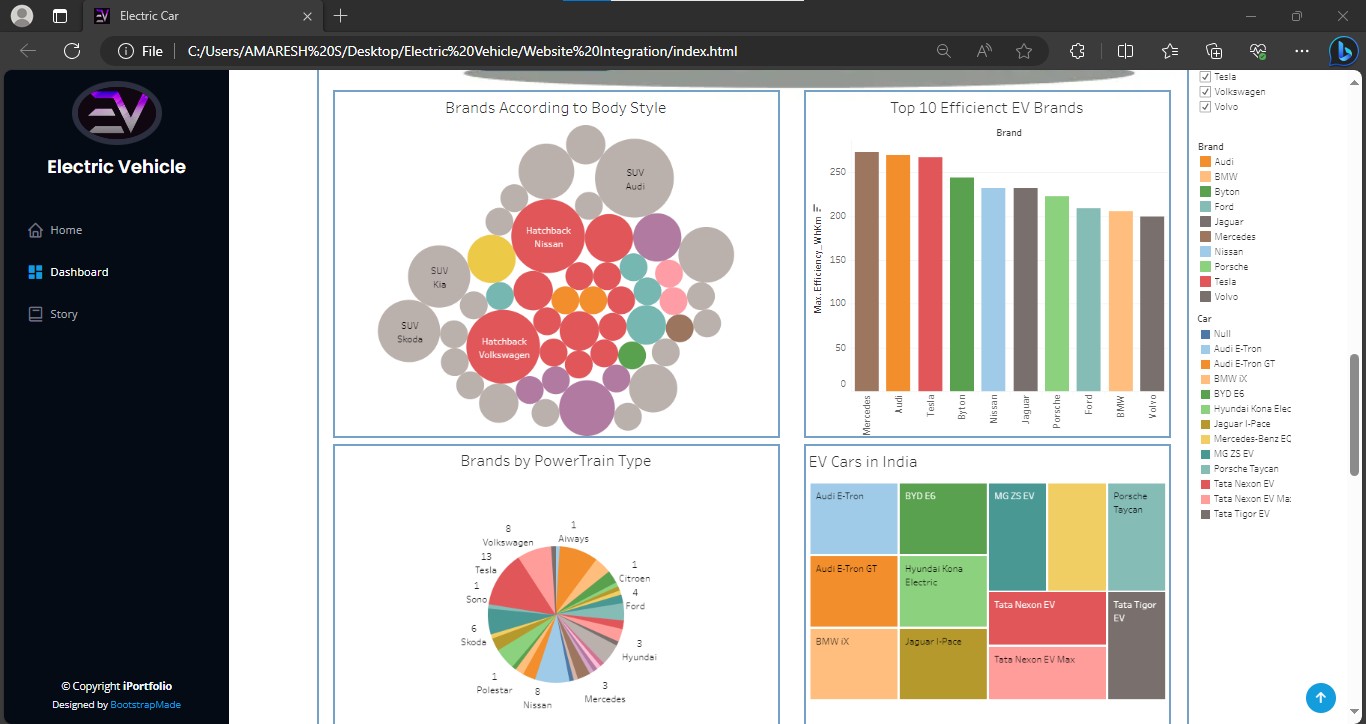 Electric Car
File
C:/Users/AMARESH%20S/Desktop/Electric%20Vehicle/Website%20Integration/index.html
EV
Electric Vehicle
Home
Dashboard
Story
© Copyright iPortfolio
Designed by BootstrapMade
Brands According to Body Style
SUV
Audi
Hatchback
Nissan
SUV
Kia
SUV
Skoda
Hatchback
Volkswagen
Top 10 Efficienct EV Brands
Brand
Max. Efficiency_WhKm
250
200
150
100
50
0
Mercedes
Audi
Tesla
Byton
Nissan
Jaguar
Porsche
Ford
BMW
Volvo
Brands by PowerTrain Type
8
Volkswagen
1
Aiways
13
Tesla
1
Citroen
1
Sono
4
Ford
6
Skoda
3
Hyundai
1
Polestar
8
Nissan
3
Mercedes
EV Cars in India
Audi E-Tron
BYD E6
MG ZS EV
Porsche
Taycan
Audi E-Tron GT
Hyundai Kona
Electric
Tata Nexon EV
Tata Tigor
EV
BMW iX
Jaguar I-Pace
Tata Nexon EV Max
Tesla
Volkswagen
Volvo
Brand
Audi
BMW
Byton
Ford
Jaguar
Mercedes
Nissan
Porsche
Tesla
Volvo
Car
Null
Audi E-Tron
Audi E-Tron GT
BMW iX
BYD E6
Hyundai Kona Elec
Jaguar I-Pace
Mercedes-Benz EC
MG ZS EV
Porsche Taycan
Tata Nexon EV
Tata Nexon EV Ma
Tata Tigor EV